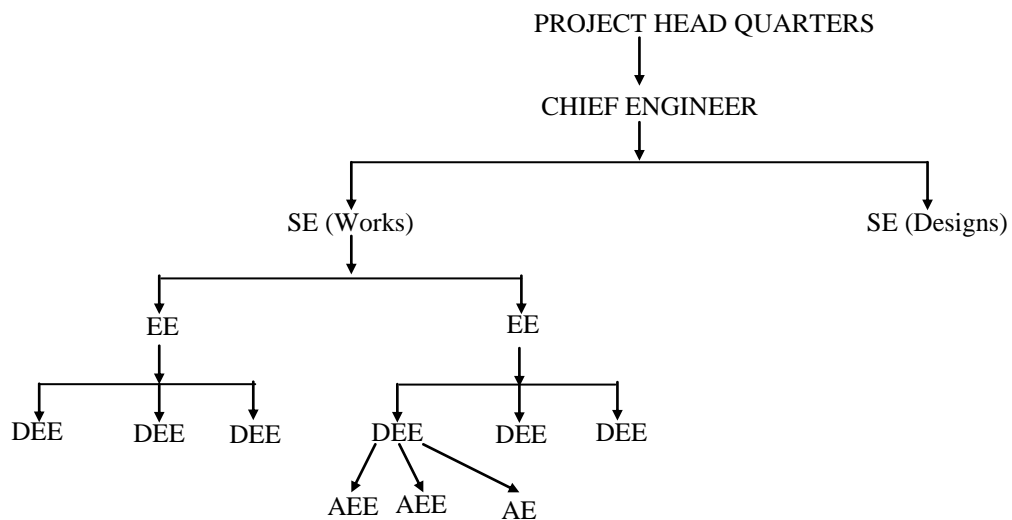 PROJECT HEAD QUARTERS
CHIEF ENGINEER
SE (Works) SE (Designs)
EE EE
DEE DEE DEE DEE DEE DEE
AEE AEE AE